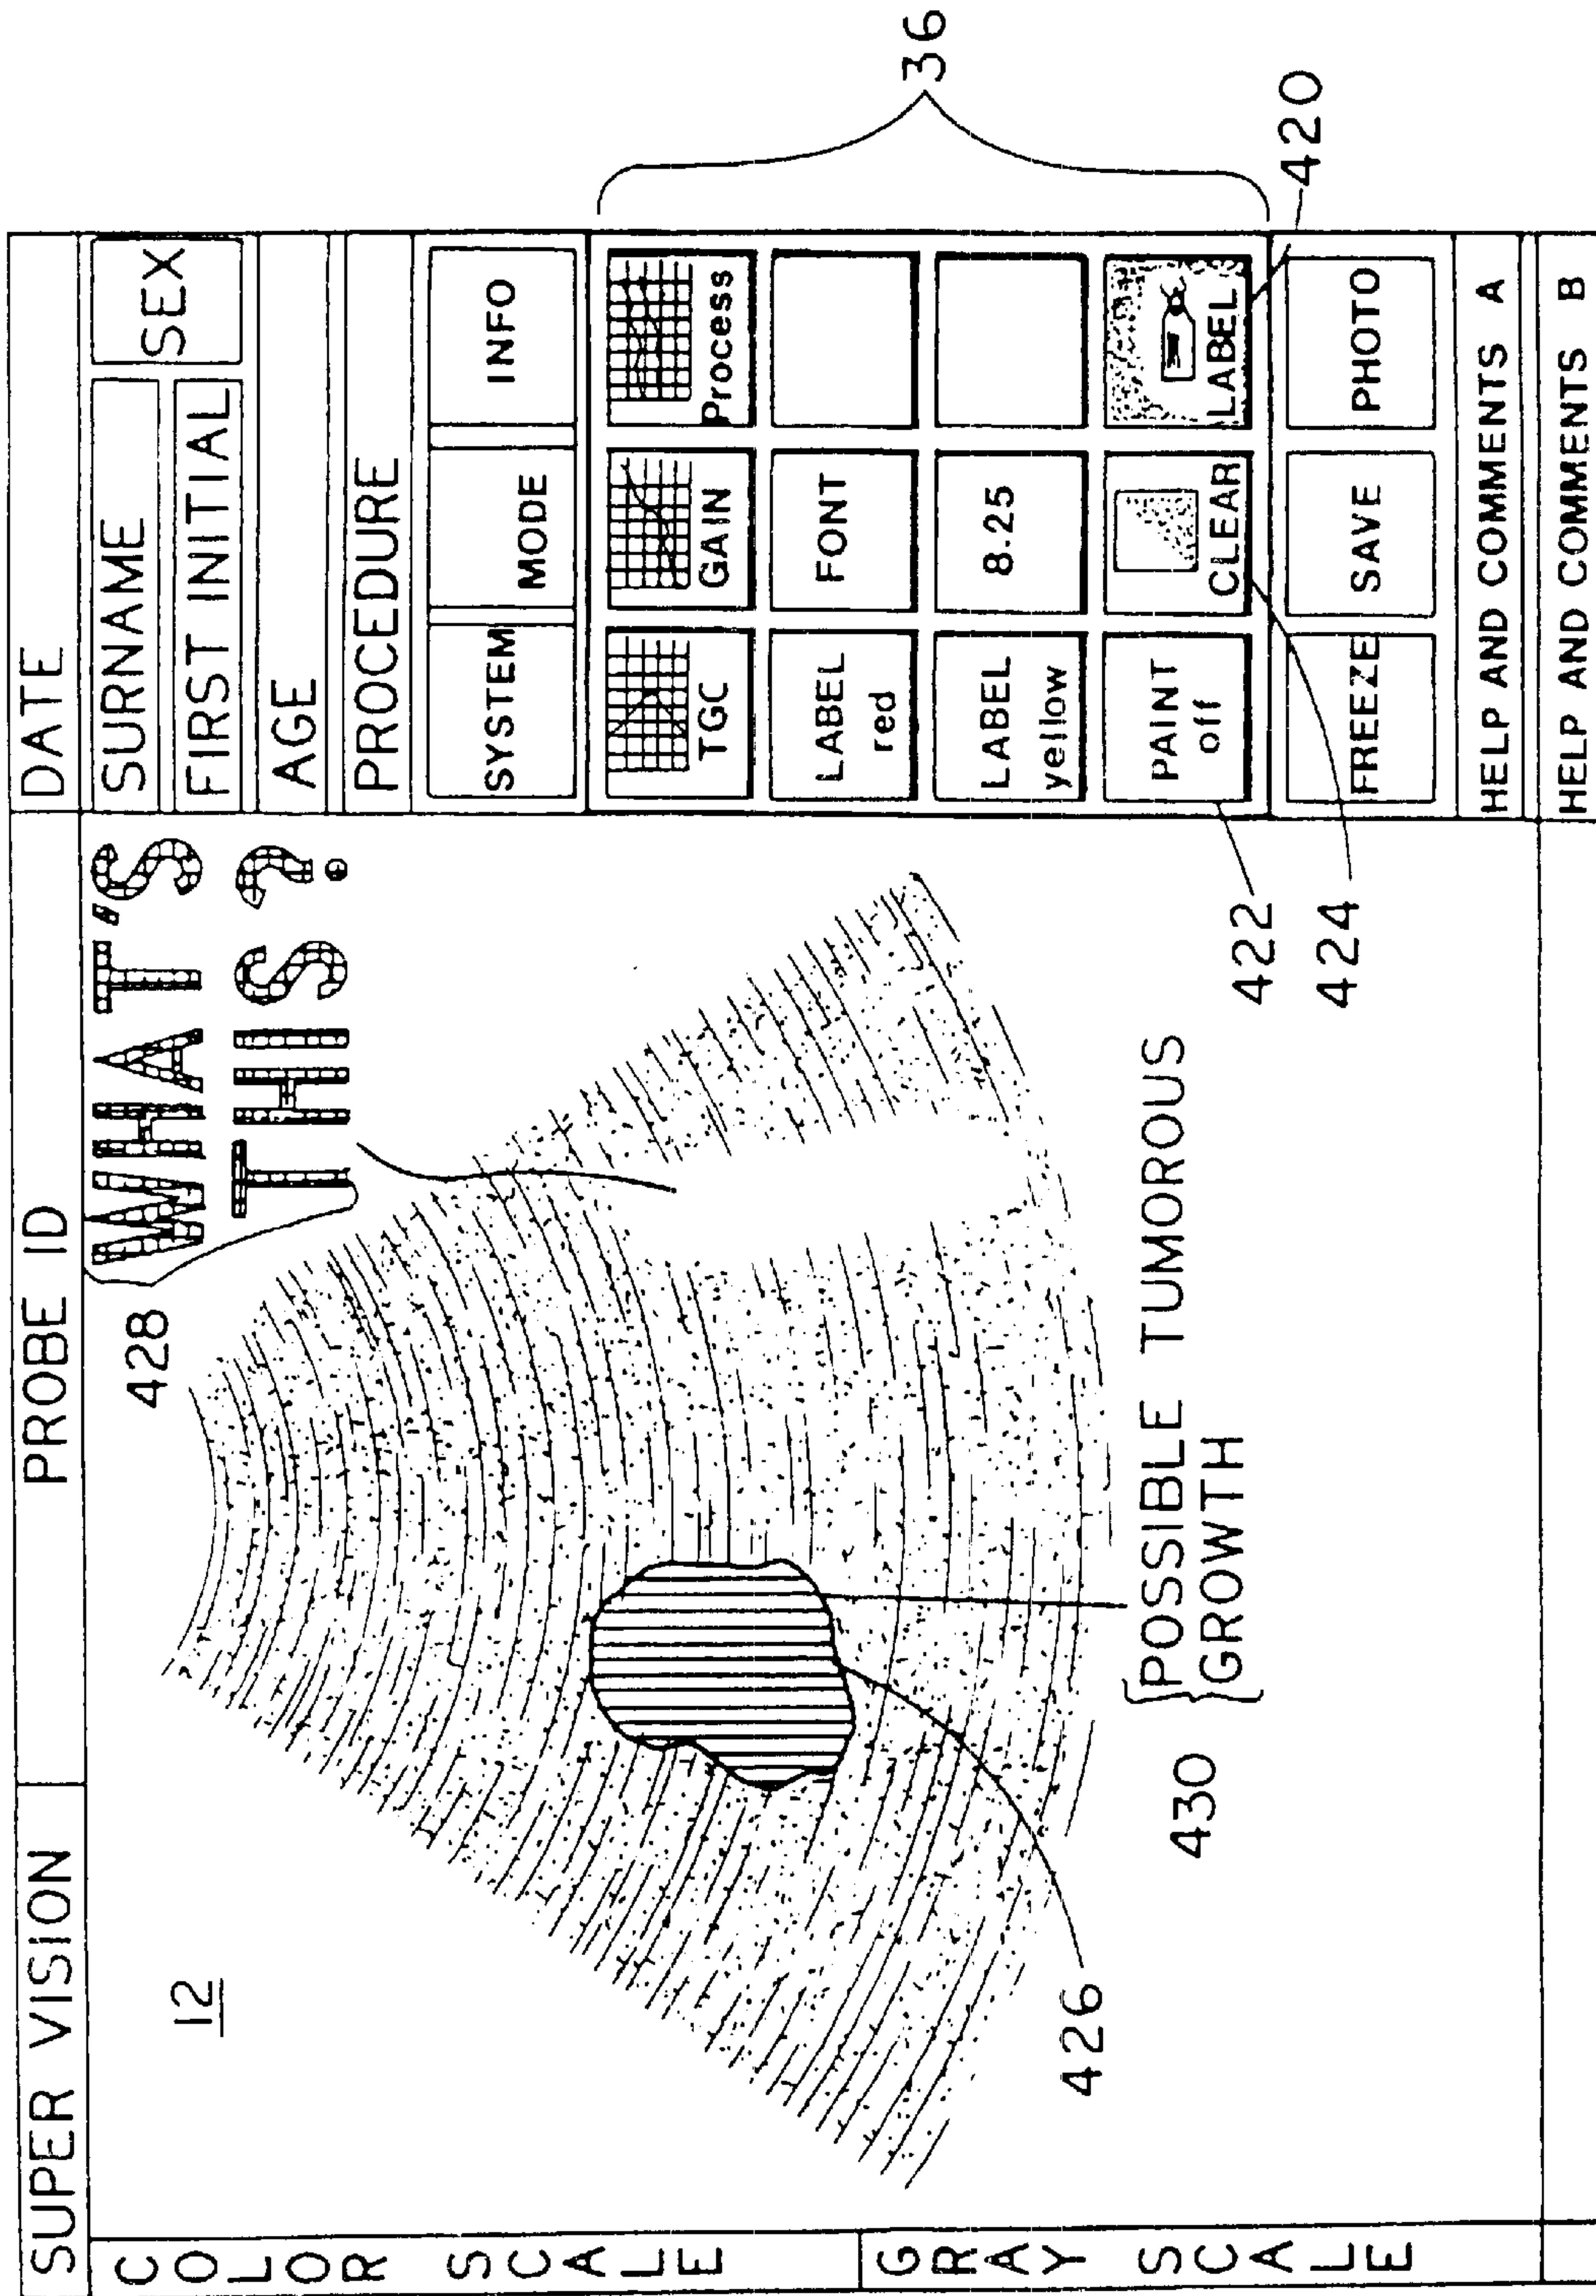 SUPER VISION
PROBE ID
DATE
COLOR SCALE
GRAY SCALE
12
428
WHAT'S
THIS ?
426
430
POSSIBLE TUMOROUS
GROWTH
SURNAME
SEX
FIRST INITIAL
AGE
PROCEDURE
SYSTEM
MODE
INFO
TGC
GAIN
Process
LABEL
red
FONT
LABEL
yellow
8.25
PAINT
off
CLEAR
LABEL
FREEZE
SAVE
PHOTO
36
420
422
424
HELP AND COMMENTS A
HELP AND COMMENTS B